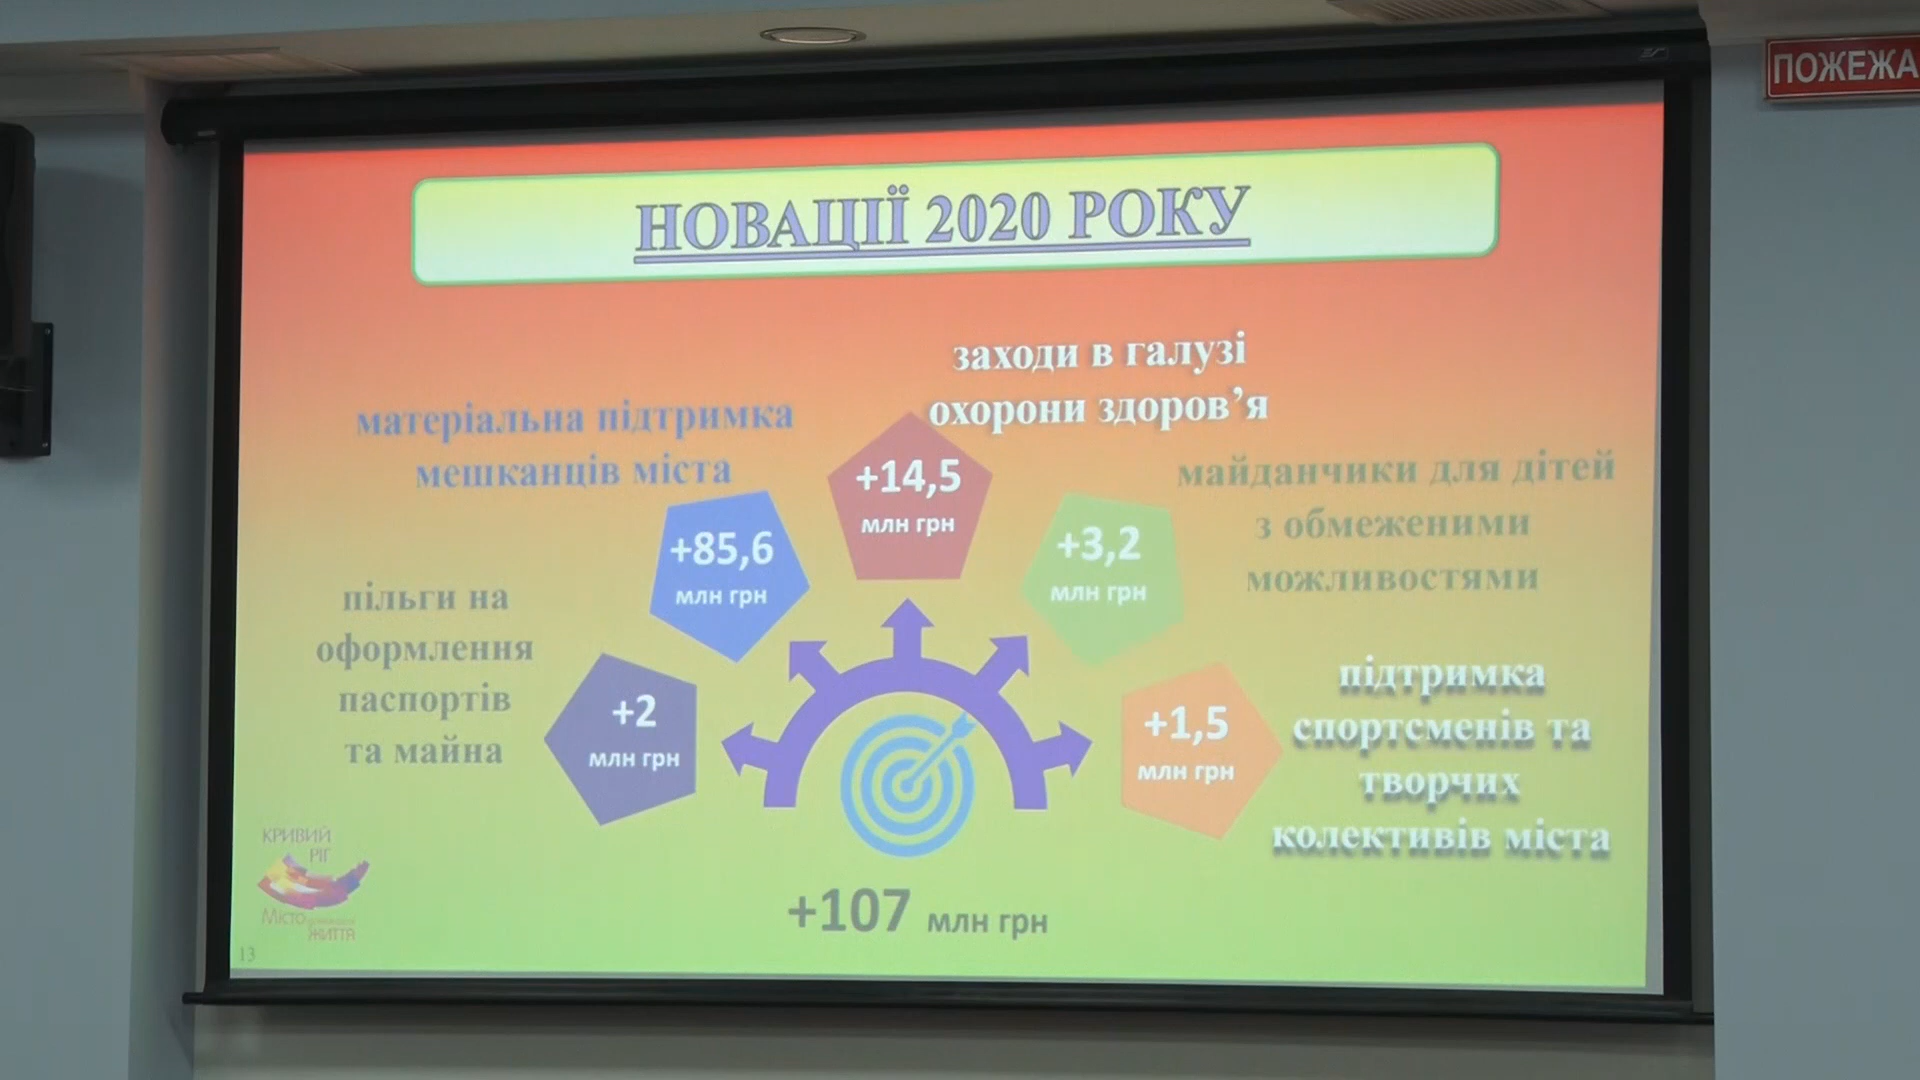 ПОЖЕЖА
НОВАЦІЇ 2020 РОКУ
заходи в галузі
охорони здоров’я
+14,5
млн грн
матеріальна підтримка
мешканців міста
+85,6
млн грн
майданчики для дітей
з обмеженими
можливостями
+3,2
млн грн
пільги на
оформлення
паспортів
та майна
+2
млн грн
підтримка
спортсменів та
творчих
колективів міста
+1,5
млн грн
+107 млн грн
КРИВИЙ
РІГ
Місто
ЖИТТЯ
13